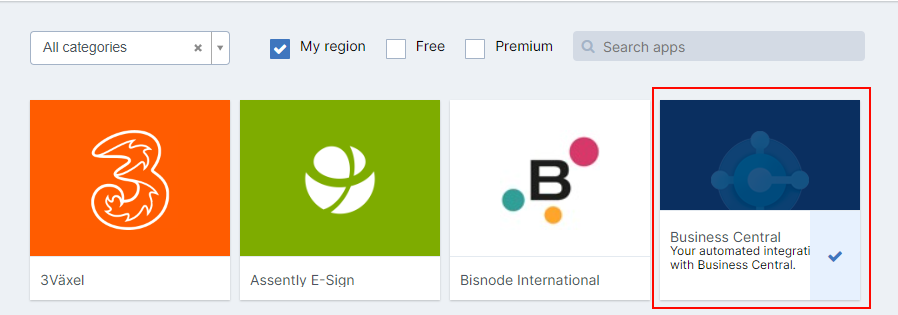 All categories
My region
Free
Premium
Search apps
3
B
3Växel
Assently E-Sign
Bisnode International
Business Central
Your automated integrati
with Business Central.